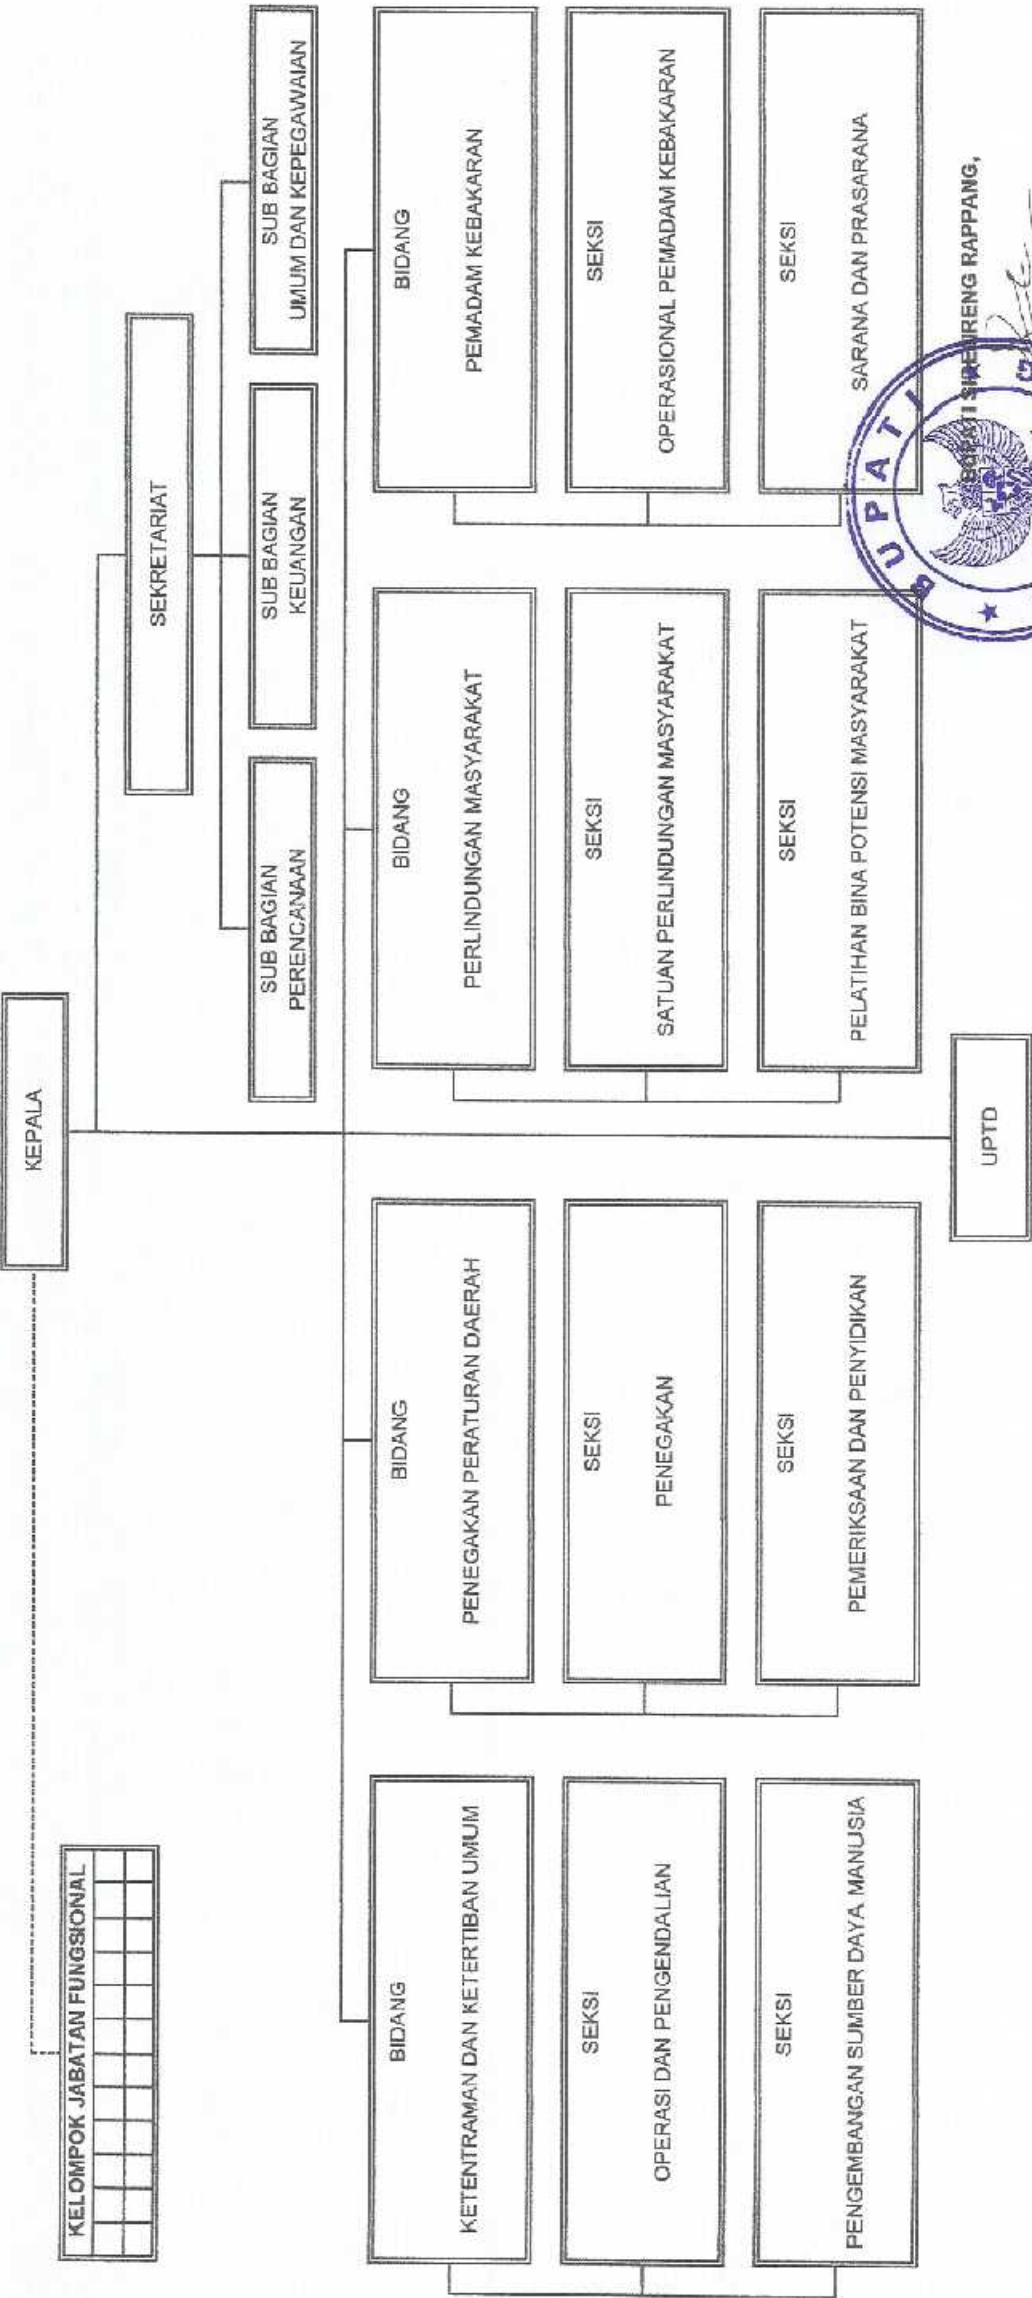 KEPALA
KELOMPOK JABATAN FUNGSIONAL
SEKRETARIAT
SUB BAGIAN
PERENCANAAN
SUB BAGIAN
KEUANGAN
SUB BAGIAN
UMUM DAN KEPEGAWAIAN
BIDANG
KETENTRAMAN DAN KETERTIBAN UMUM
SEKSI
OPERASI DAN PENGENDALIAN
SEKSI
PENGEMBANGAN SUMBER DAYA MANUSIA
BIDANG
PENEGAKAN PERATURAN DAERAH
SEKSI
PENEGAKAN
SEKSI
PEMERIKSAAN DAN PENYIDIKAN
BIDANG
PERLINDUNGAN MASYARAKAT
SEKSI
SATUAN PERLINDUNGAN MASYARAKAT
SEKSI
PELATIHAN BINA POTENSI MASYARAKAT
BIDANG
PEMADAM KEBAKARAN
SEKSI
OPERASIONAL PEMADAM KEBAKARAN
SEKSI
SARANA DAN PRASARANA
UPTD
BUPATI SIDENRENG RAPPANG,
BUPATI